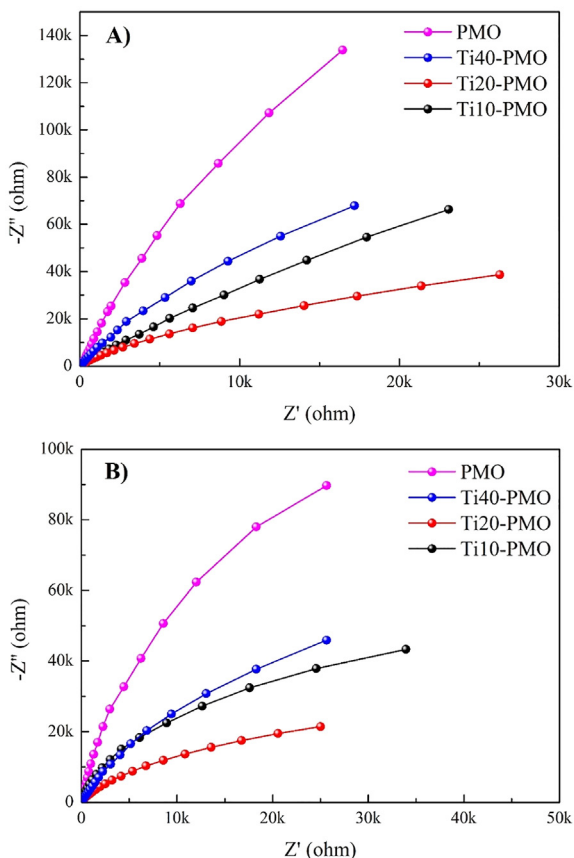 A)
PMO
Ti40-PMO
Ti20-PMO
Ti10-PMO
140k
120k
100k
80k
60k
40k
20k
0
-Z" (ohm)
0 10k 20k 30k
Z' (ohm)
B)
PMO
Ti40-PMO
Ti20-PMO
Ti10-PMO
100k
80k
60k
40k
20k
0
-Z" (ohm)
0 10k 20k 30k 40k 50k
Z' (ohm)